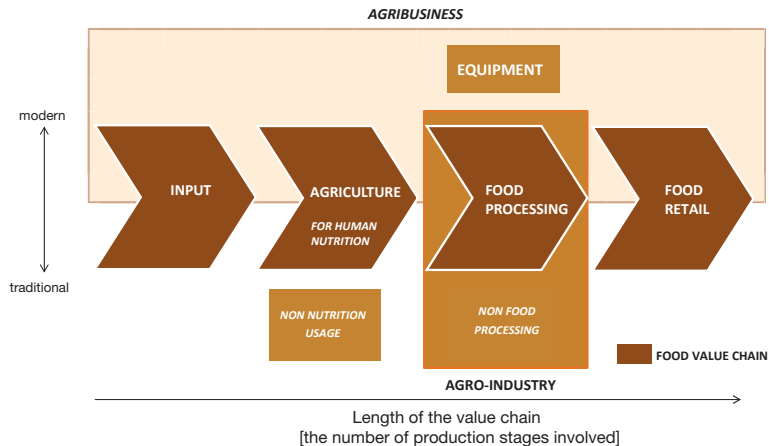 AGRIBUSINESS
EQUIPMENT
modern
INPUT
AGRICULTURE
FOR HUMAN
NUTRITION
FOOD
PROCESSING
FOOD
RETAIL
traditional
NON NUTRITION
USAGE
NON FOOD
PROCESSING
FOOD VALUE CHAIN
AGRO-INDUSTRY
Length of the value chain
[the number of production stages involved]